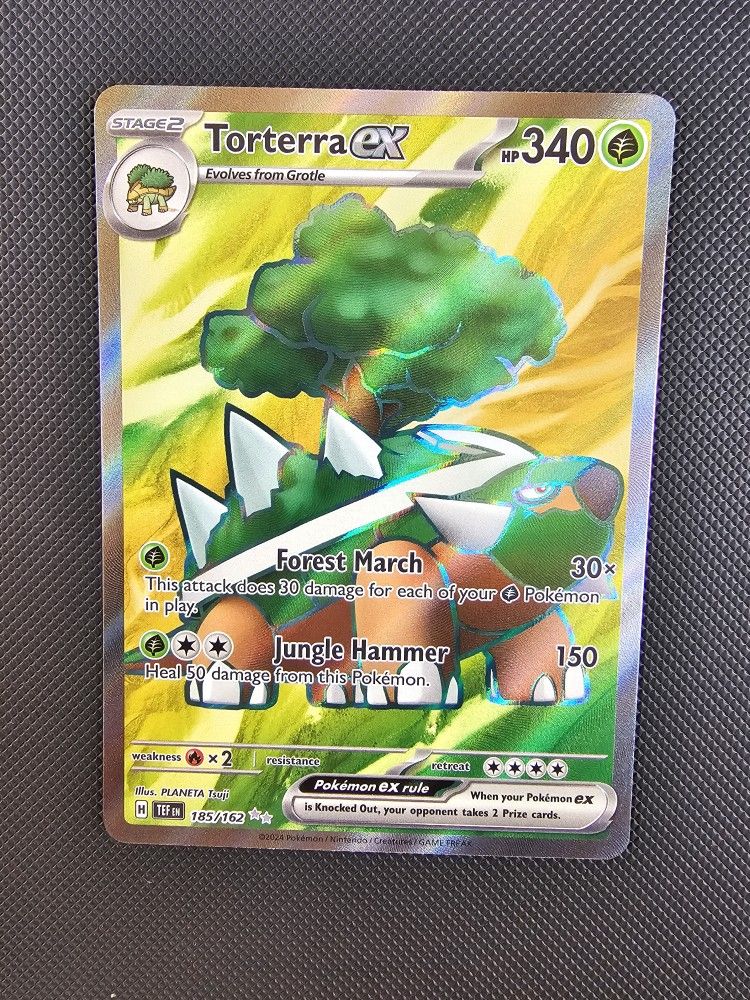 STAGE2
Torterra ex
HP 340
Evolves from Grotle
Forest March 30×
This attack does 30 damage for each of your Pokémon
in play.
Jungle Hammer 150
Heal 50 damage from this Pokémon.
weakness ×2 resistance retreat
Illus. PLANETA Tsuji
Pokémon ex rule
When your Pokémon ex
is Knocked Out, your opponent takes 2 Prize cards.
H TEF EN 185/162
©2024 Pokémon / Nintendo / Creatures / GAME FREAK